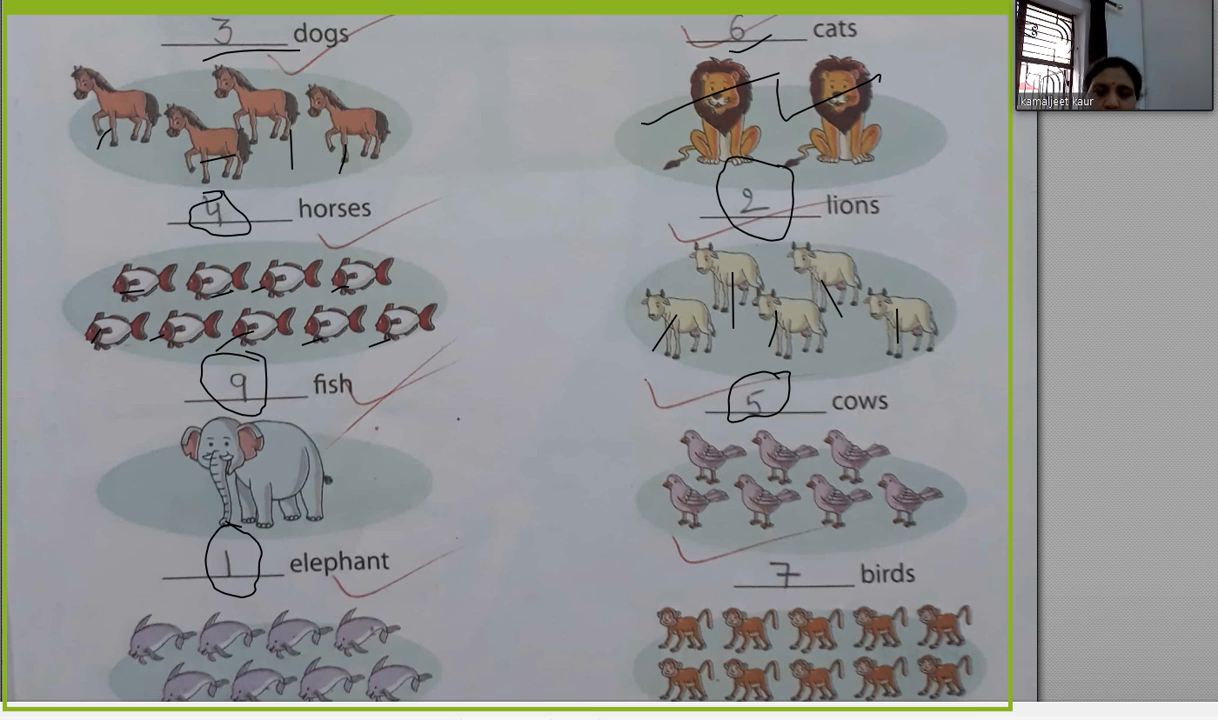 3 dogs
6 cats
4 horses
2 lions
9 fish
5 cows
1 elephant
7 birds
kamaljeet kaur